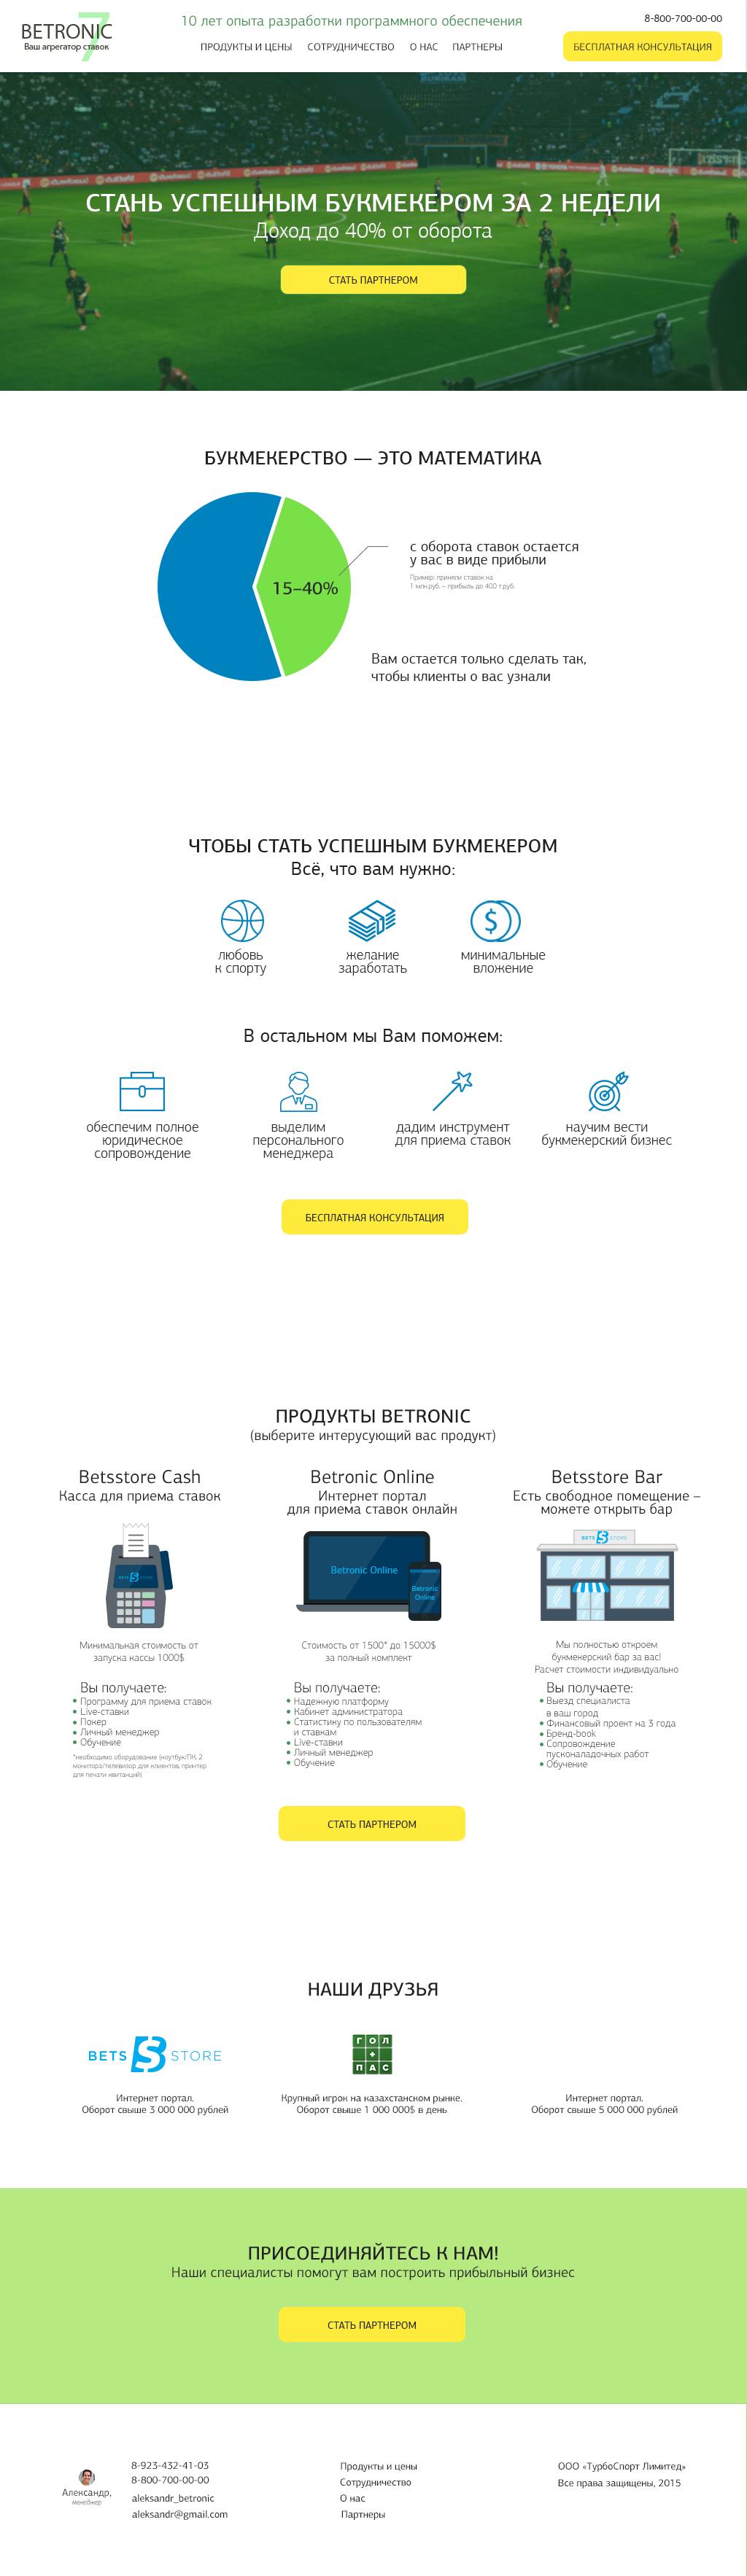 BETRONIC 7
Ваш агрегатор ставок
10 лет опыта разработки программного обеспечения
8-800-700-00-00
ПРОДУКТЫ И ЦЕНЫ СОТРУДНИЧЕСТВО О НАС ПАРТНЕРЫ
БЕСПЛАТНАЯ КОНСУЛЬТАЦИЯ
СТАНЬ УСПЕШНЫМ БУКМЕКЕРОМ ЗА 2 НЕДЕЛИ
Доход до 40% от оборота
СТАТЬ ПАРТНЕРОМ
БУКМЕКЕРСТВО — ЭТО МАТЕМАТИКА
15–40%
с оборота ставок остается
у вас в виде прибыли
Пример: приняли ставок на
1 млн.руб. – прибыль до 400 т.руб.
Вам остается только сделать так,
чтобы клиенты о вас узнали
ЧТОБЫ СТАТЬ УСПЕШНЫМ БУКМЕКЕРОМ
Всё, что вам нужно:
любовь
к спорту
желание
заработать
минимальные
вложение
В остальном мы Вам поможем:
обеспечим полное
юридическое
сопровождение
выделим
персонального
менеджера
дадим инструмент
для приема ставок
научим вести
букмекерский бизнес
БЕСПЛАТНАЯ КОНСУЛЬТАЦИЯ
ПРОДУКТЫ BETRONIC
(выберите интерусующий вас продукт)
Betsstore Cash
Касса для приема ставок
BETS STORE
Минимальная стоимость от
запуска кассы 1000$
Вы получаете:
Программу для приема ставок
Live-ставки
Покер
Личный менеджер
Обучение
*необходимо оборудование (ноутбук/ПК, 2
монитора/телевизор для клиентов, принтер
для печати квитанций)
Betronic Online
Интернет портал
для приема ставок онлайн
Betronic Online
Betronic
Online
Стоимость от 1500* до 15000$
за полный комплект
Вы получаете:
Надежную платформу
Кабинет администратора
Статистику по пользователям
и ставкам
Live-ставки
Личный менеджер
Обучение
Betsstore Bar
Есть свободное помещение –
можете открыть бар
BETS STORE
Мы полностью откроем
букмекерский бар за вас!
Расчет стоимости индивидуально
Вы получаете:
Выезд специалиста
в ваш город
Финансовый проект на 3 года
Бренд-book
Сопровождение
пусконаладочных работ
Обучение
СТАТЬ ПАРТНЕРОМ
НАШИ ДРУЗЬЯ
BETS STORE
Интернет портал.
Оборот свыше 3 000 000 рублей
ГОЛ
+
ПАС
Крупный игрок на казахстанском рынке.
Оборот свыше 1 000 000$ в день
Интернет портал.
Оборот свыше 5 000 000 рублей
ПРИСОЕДИНЯЙТЕСЬ К НАМ!
Наши специалисты помогут вам построить прибыльный бизнес
СТАТЬ ПАРТНЕРОМ
Александр,
менеджер
8-923-432-41-03
8-800-700-00-00
aleksandr_betronic
aleksandr@gmail.com
Продукты и цены
Сотрудничество
О нас
Партнеры
ООО «ТурбоСпорт Лимитед»
Все права защищены, 2015